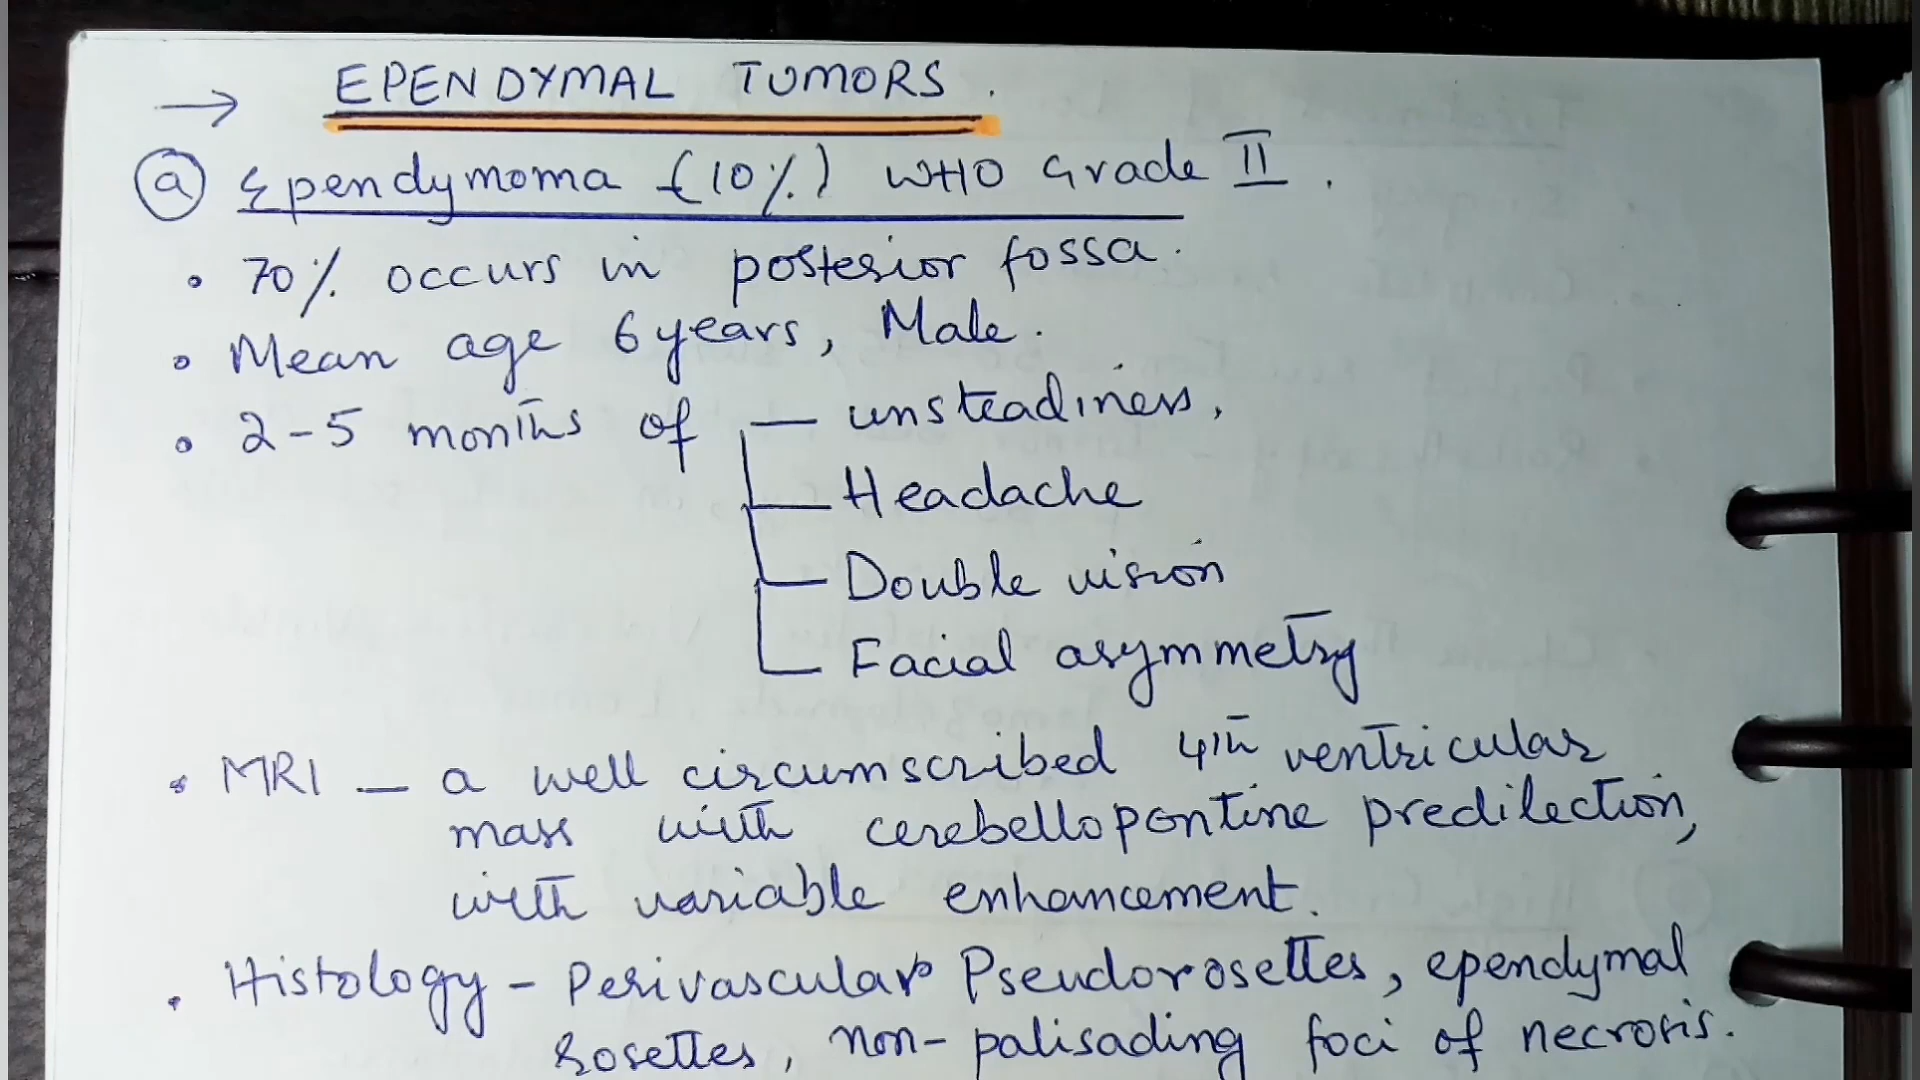 → EPENDYMAL TUMORS.
ⓐ Ependymoma (10%) WHO Grade II.
• 70% occurs in posterior fossa.
• Mean age 6 years, Male.
• 2-5 months of — unsteadiness,
— Headache
— Double vision
— Facial asymmetry
• MRI — a well circumscribed 4th ventricular
mass with cerebellopontine predilection,
with variable enhancement.
• Histology - Perivascular Pseudorosettes, ependymal
rosettes, non-palisading foci of necrosis.